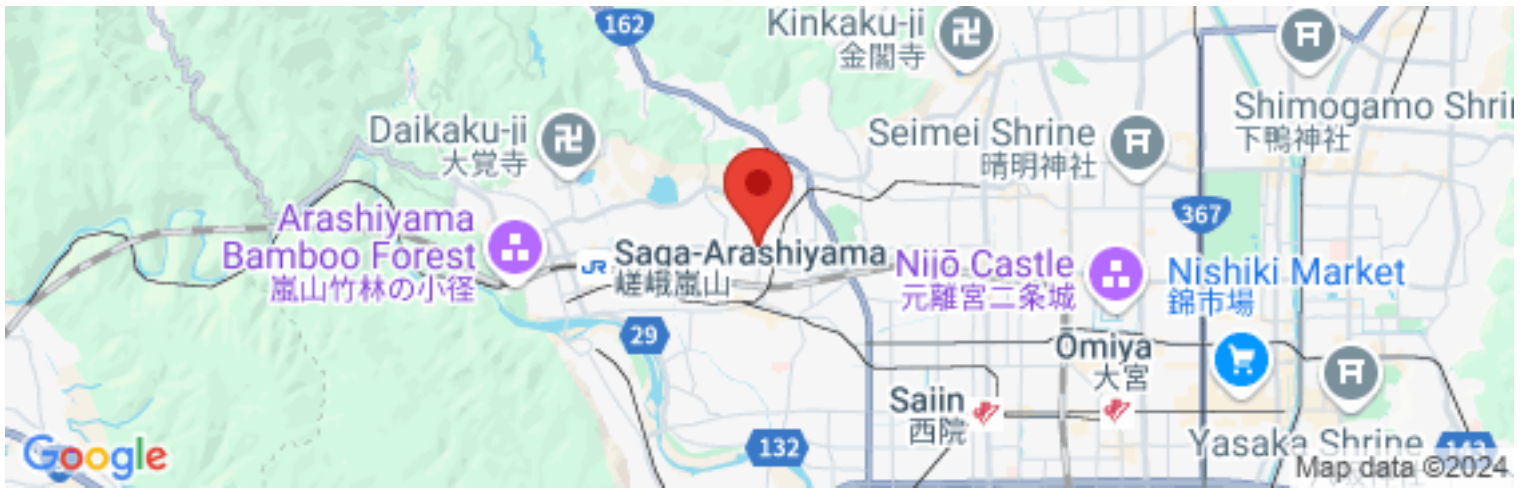 162
Kinkaku-ji
金閣寺
Shimogamo Shrin
下鴨神社
Daikaku-ji
大覚寺
Seimei Shrine
晴明神社
367
Arashiyama
Bamboo Forest
嵐山竹林の小径
JR
Saga-Arashiyama
嵯峨嵐山
Nijō Castle
元離宮二条城
Nishiki Market
錦市場
29
Ōmiya
大宮
Saiin
西院
132
Yasaka Shrine
143
Google
Map data ©2024